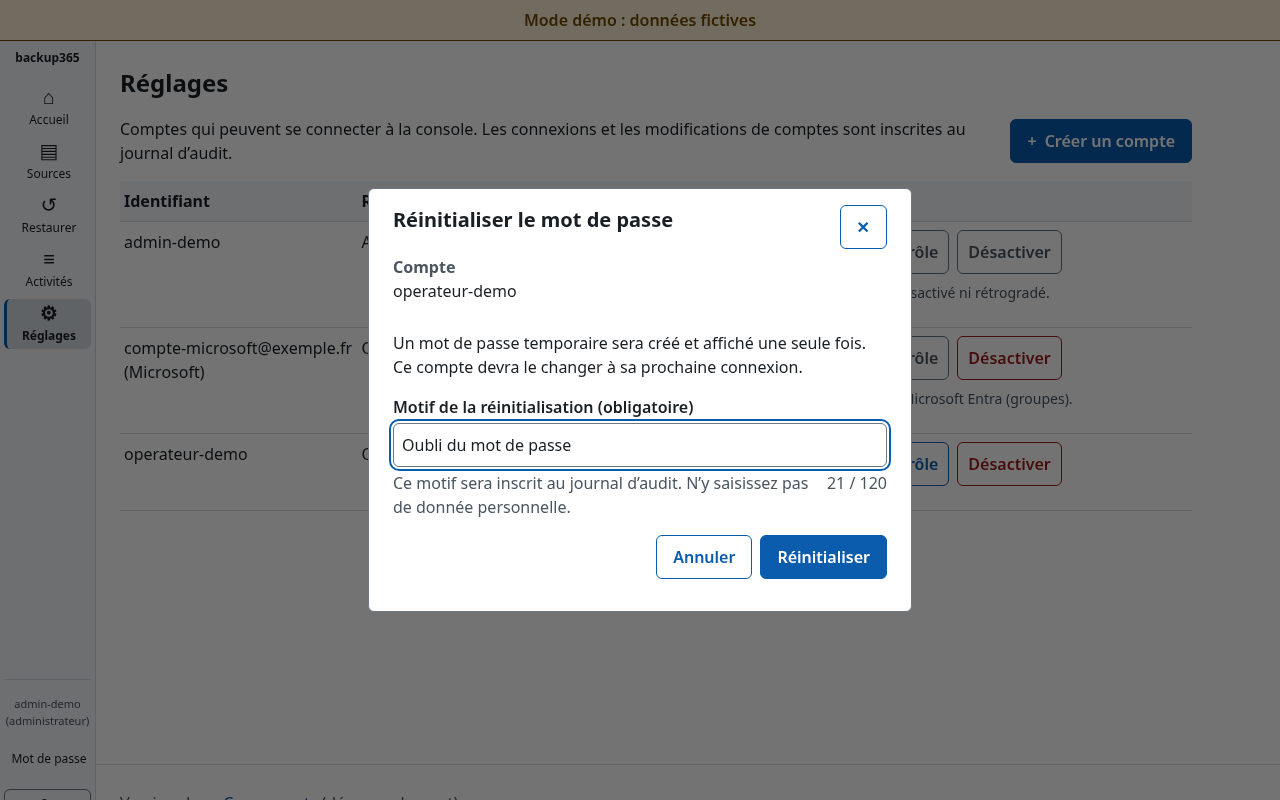 Mode démo : données fictives
backup365
Accueil
Sources
Restaurer
Activités
Réglages
admin-demo
(administrateur)
Mot de passe
Réglages
Comptes qui peuvent se connecter à la console. Les connexions et les modifications de comptes sont inscrites au
journal d’audit.
+ Créer un compte
Identifiant
admin-demo
rôle
Désactiver
sactivé ni rétrogradé.
compte-microsoft@exemple.fr
(Microsoft)
rôle
Désactiver
Microsoft Entra (groupes).
operateur-demo
rôle
Désactiver
Réinitialiser le mot de passe
×
Compte
operateur-demo
Un mot de passe temporaire sera créé et affiché une seule fois.
Ce compte devra le changer à sa prochaine connexion.
Motif de la réinitialisation (obligatoire)
Oubli du mot de passe
Ce motif sera inscrit au journal d’audit. N’y saisissez pas 21 / 120
de donnée personnelle.
Annuler
Réinitialiser